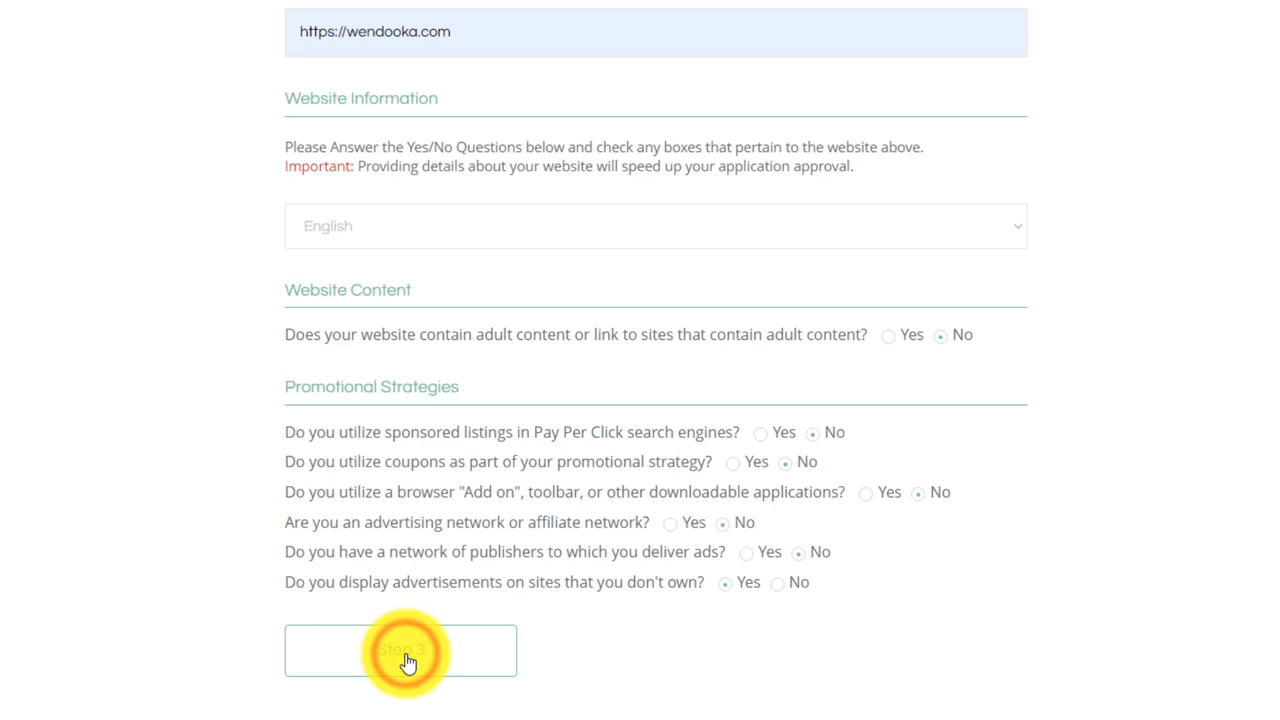 https://wendooka.com
Website Information
Please Answer the Yes/No Questions below and check any boxes that pertain to the website above.
Important: Providing details about your website will speed up your application approval.
English
Website Content
Does your website contain adult content or link to sites that contain adult content? Yes No
Promotional Strategies
Do you utilize sponsored listings in Pay Per Click search engines? Yes No
Do you utilize coupons as part of your promotional strategy? Yes No
Do you utilize a browser "Add on", toolbar, or other downloadable applications? Yes No
Are you an advertising network or affiliate network? Yes No
Do you have a network of publishers to which you deliver ads? Yes No
Do you display advertisements on sites that you don't own? Yes No
Step 3